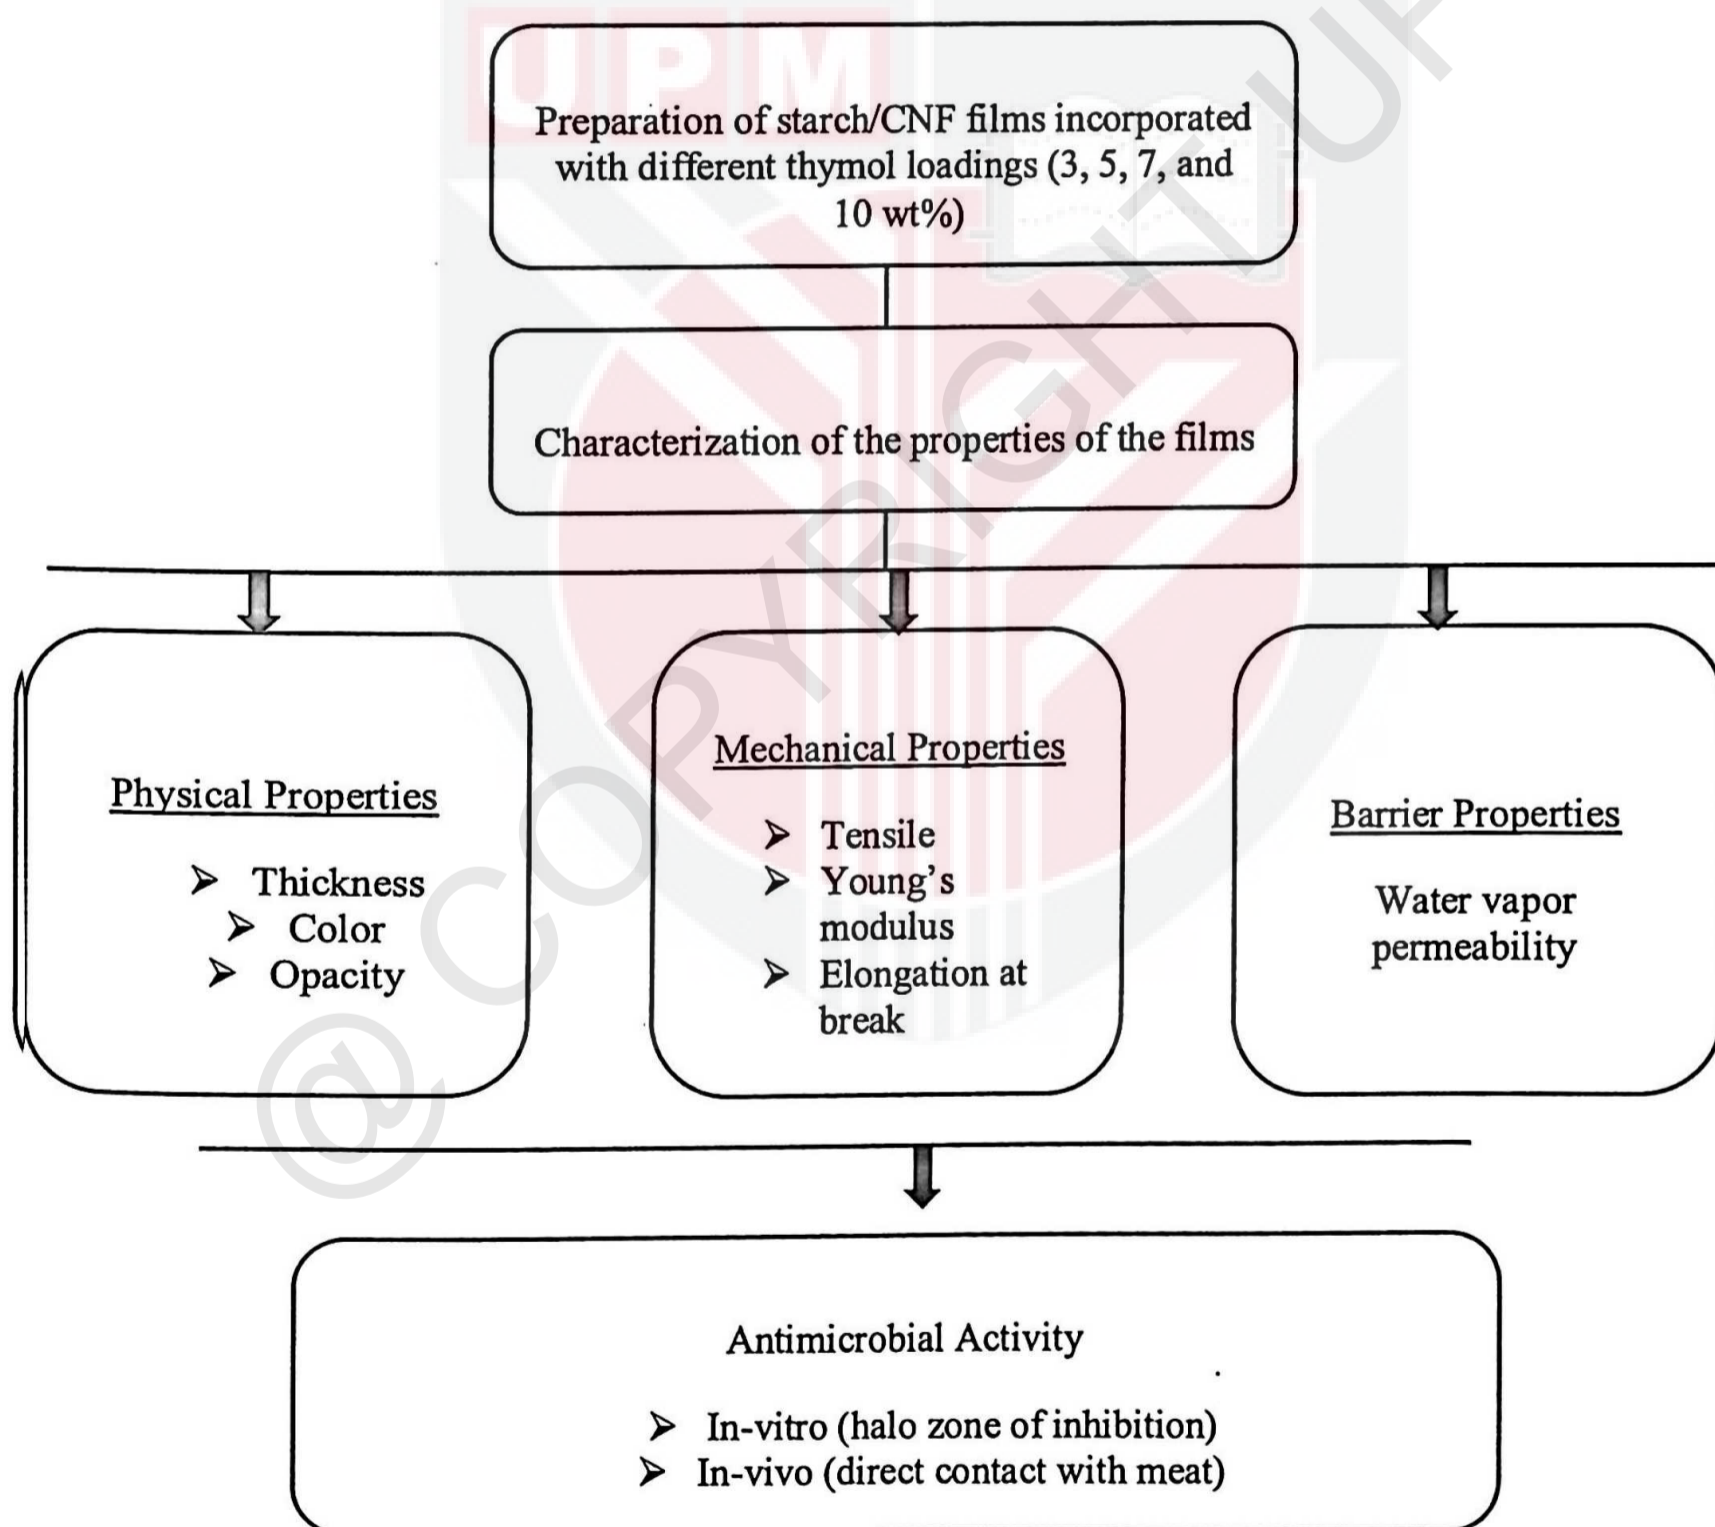 UPM
Preparation of starch/CNF films incorporated
with different thymol loadings (3, 5, 7, and
10 wt%)
Characterization of the properties of the films
Physical Properties
➢ Thickness
➢ Color
➢ Opacity
Mechanical Properties
➢ Tensile
➢ Young's
modulus
➢ Elongation at
break
Barrier Properties
Water vapor
permeability
Antimicrobial Activity
➢ In-vitro (halo zone of inhibition)
➢ In-vivo (direct contact with meat)
@ COPYRIGHT UP